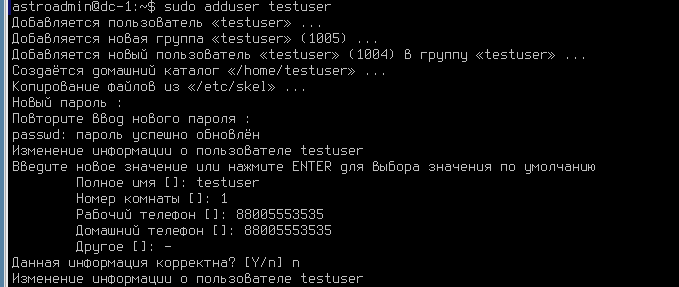 astroadmin@dc-1:~$ sudo adduser testuser
Добавляется пользователь «testuser» ...
Добавляется новая группа «testuser» (1005) ...
Добавляется новый пользователь «testuser» (1004) в группу «testuser» ...
Создаётся домашний каталог «/home/testuser» ...
Копирование файлов из «/etc/skel» ...
Новый пароль :
Повторите ввод нового пароля :
passwd: пароль успешно обновлён
Изменение информации о пользователе testuser
Введите новое значение или нажмите ENTER для выбора значения по умолчанию
Полное имя []: testuser
Номер комнаты []: 1
Рабочий телефон []: 88005553535
Домашний телефон []: 88005553535
Другое []: -
Данная информация корректна? [Y/n] n
Изменение информации о пользователе testuser